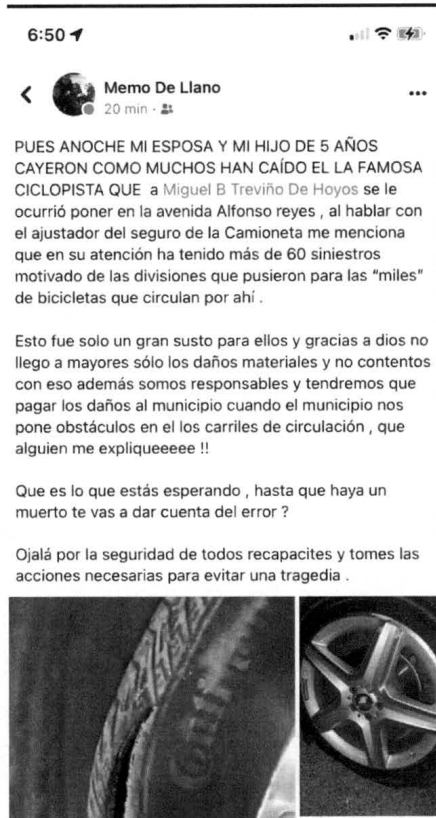 6:50
Memo De Llano
20 min ·
PUES ANOCHE MI ESPOSA Y MI HIJO DE 5 AÑOS
CAYERON COMO MUCHOS HAN CAÍDO EL LA FAMOSA
CICLOPISTA QUE a Miguel B Treviño De Hoyos se le
ocurrió poner en la avenida Alfonso reyes , al hablar con
el ajustador del seguro de la Camioneta me menciona
que en su atención ha tenido más de 60 siniestros
motivado de las divisiones que pusieron para las “miles”
de bicicletas que circulan por ahí .
Esto fue solo un gran susto para ellos y gracias a dios no
llego a mayores sólo los daños materiales y no contentos
con eso además somos responsables y tendremos que
pagar los daños al municipio cuando el municipio nos
pone obstáculos en el los carriles de circulación , que
alguien me expliqueeeee !!
Que es lo que estás esperando , hasta que haya un
muerto te vas a dar cuenta del error ?
Ojalá por la seguridad de todos recapacites y tomes las
acciones necesarias para evitar una tragedia .